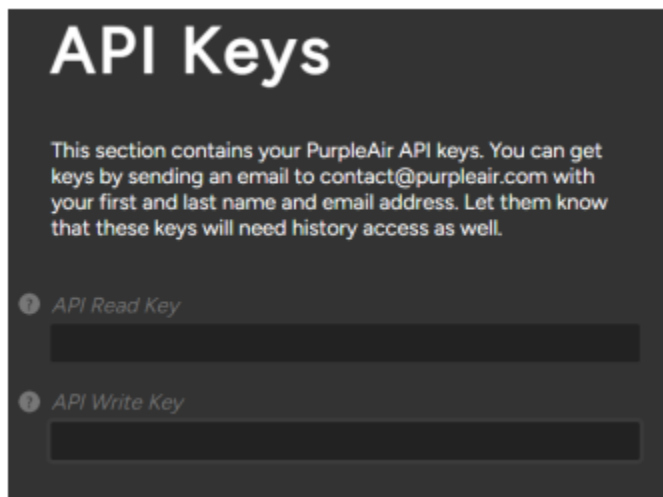 API Keys
This section contains your PurpleAir API keys. You can get
keys by sending an email to contact@purpleair.com with
your first and last name and email address. Let them know
that these keys will need history access as well.
? API Read Key
? API Write Key